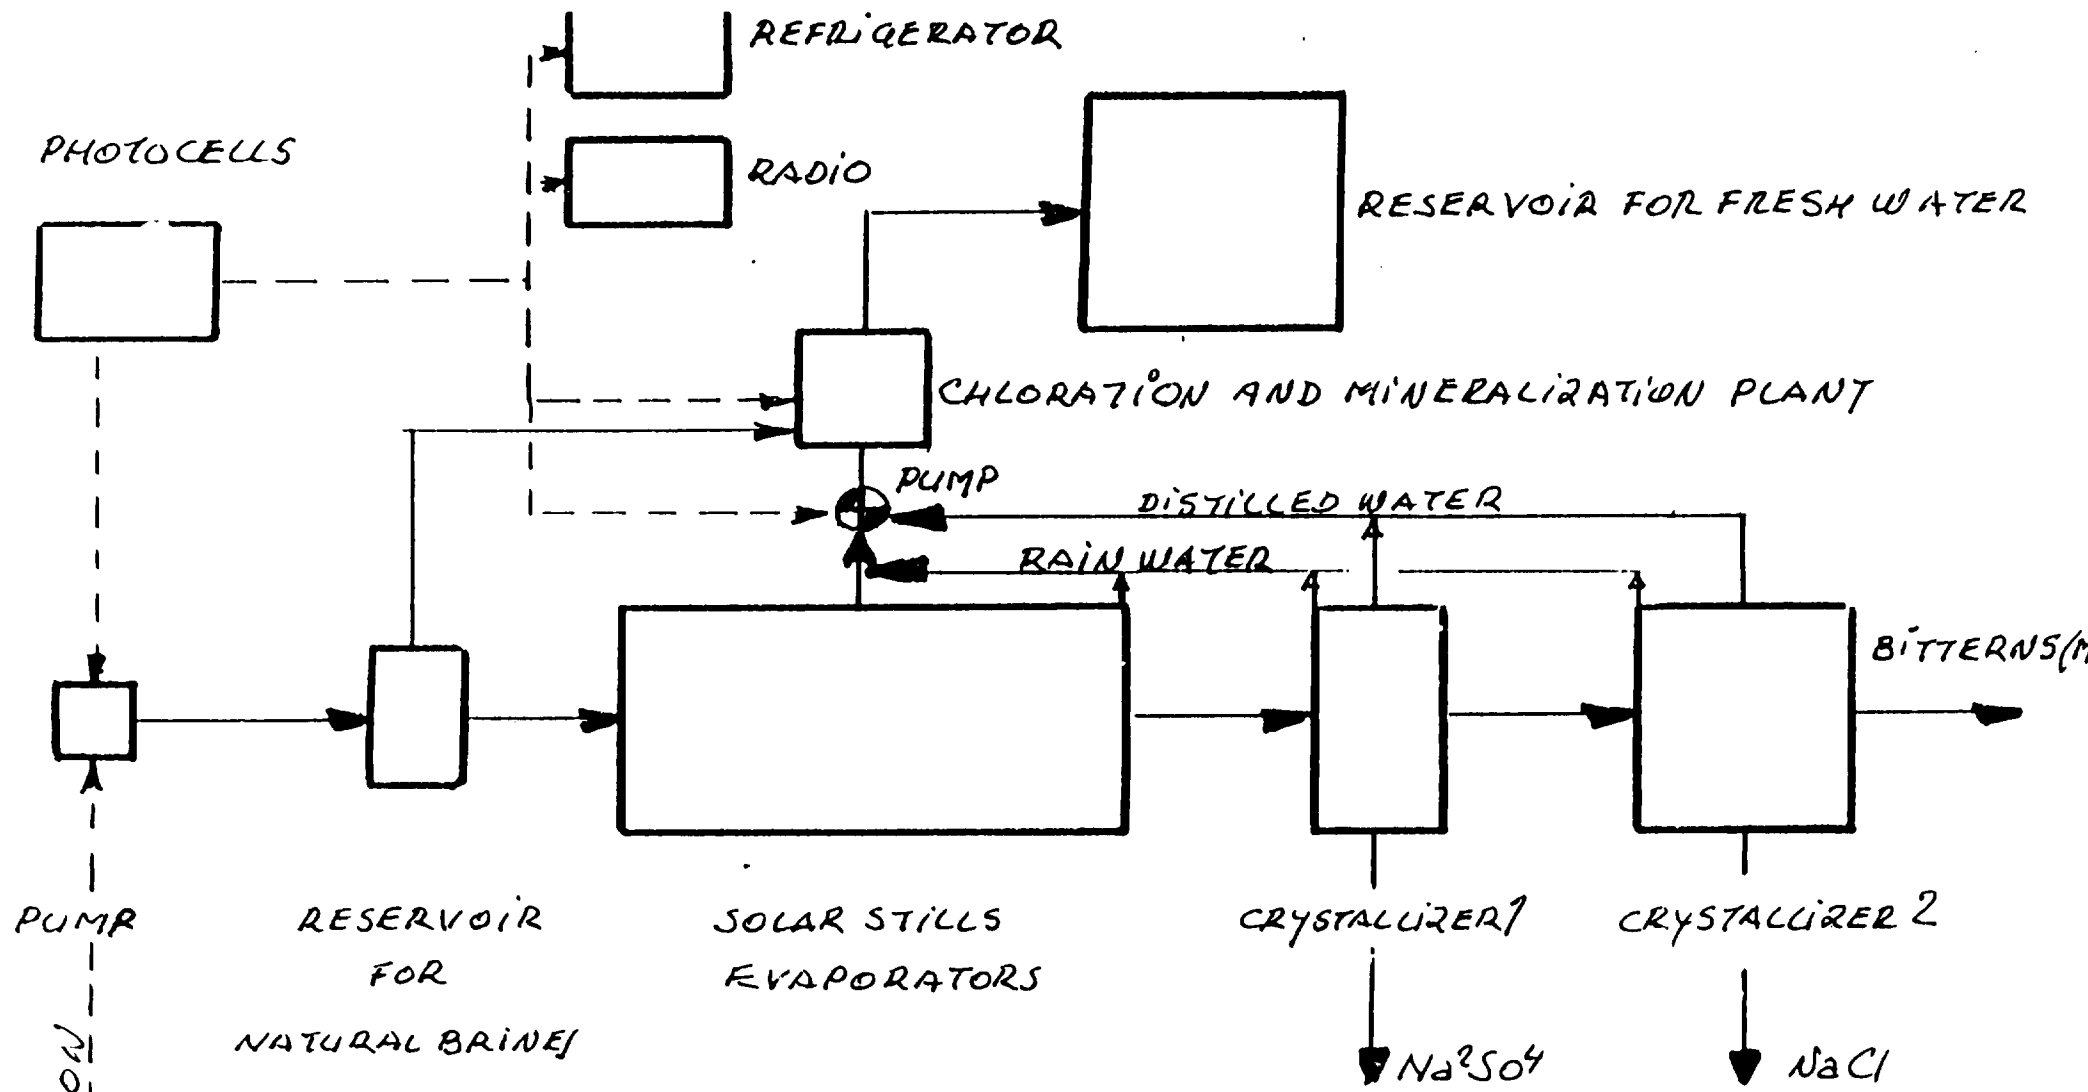 REFRIGERATOR
PHOTOCELLS
RADIO
RESERVOIR FOR FRESH WATER
CHLORATION AND MINERALIZATION PLANT
PUMP
DISTILLED WATER
RAIN WATER
BITTERNS(M
PUMP
RESERVOIR
FOR
NATURAL BRINES
SOLAR STILLS
EVAPORATORS
CRYSTALLIZER 1
CRYSTALLIZER 2
ON
Na²SO⁴
NaCl